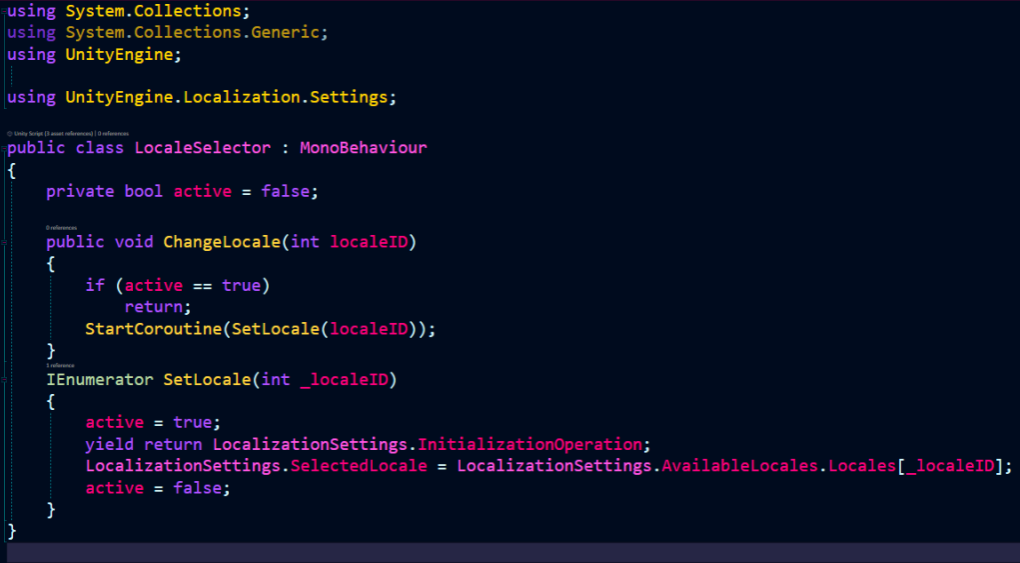 using System.Collections;
using System.Collections.Generic;
using UnityEngine;
using UnityEngine.Localization.Settings;
Unity Script (3 asset references) | 0 references
public class LocaleSelector : MonoBehaviour
{
private bool active = false;
0 references
public void ChangeLocale(int localeID)
{
if (active == true)
return;
StartCoroutine(SetLocale(localeID));
}
1 reference
IEnumerator SetLocale(int _localeID)
{
active = true;
yield return LocalizationSettings.InitializationOperation;
LocalizationSettings.SelectedLocale = LocalizationSettings.AvailableLocales.Locales[_localeID];
active = false;
}
}